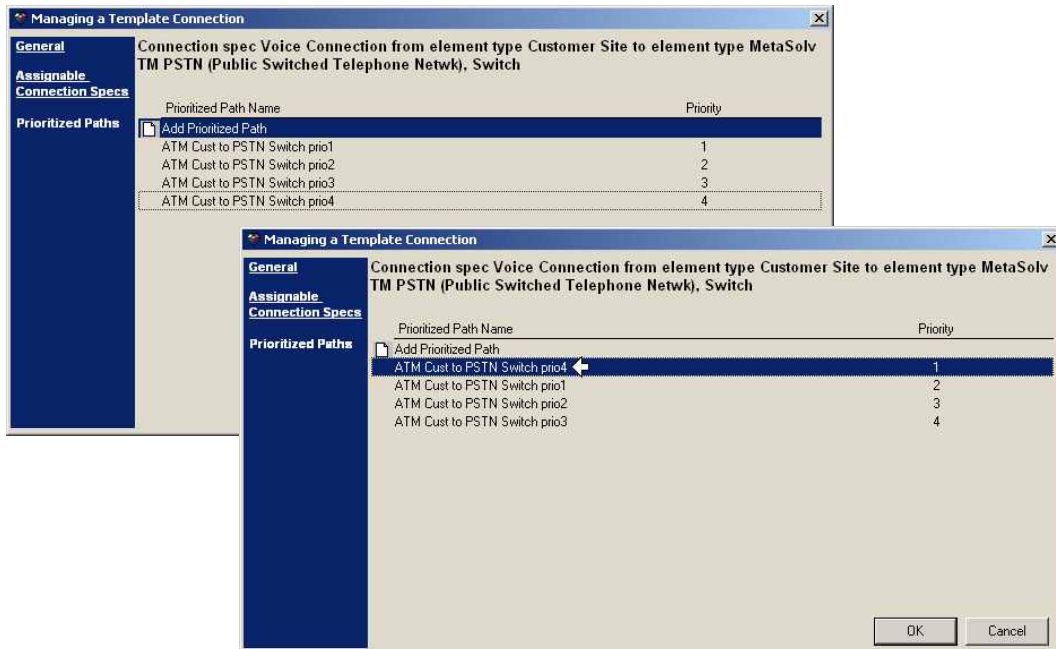 Managing a Template Connection
General
Assignable
Connection Specs
Prioritized Paths
Connection spec Voice Connection from element type Customer Site to element type MetaSolv
TM PSTN (Public Switched Telephone Netwk), Switch
Prioritized Path Name Priority
Add Prioritized Path
ATM Cust to PSTN Switch prio1 1
ATM Cust to PSTN Switch prio2 2
ATM Cust to PSTN Switch prio3 3
ATM Cust to PSTN Switch prio4 4
Managing a Template Connection
General
Assignable
Connection Specs
Prioritized Paths
Connection spec Voice Connection from element type Customer Site to element type MetaSolv
TM PSTN (Public Switched Telephone Netwk), Switch
Prioritized Path Name Priority
Add Prioritized Path
ATM Cust to PSTN Switch prio4 1
ATM Cust to PSTN Switch prio1 2
ATM Cust to PSTN Switch prio2 3
ATM Cust to PSTN Switch prio3 4
OK Cancel